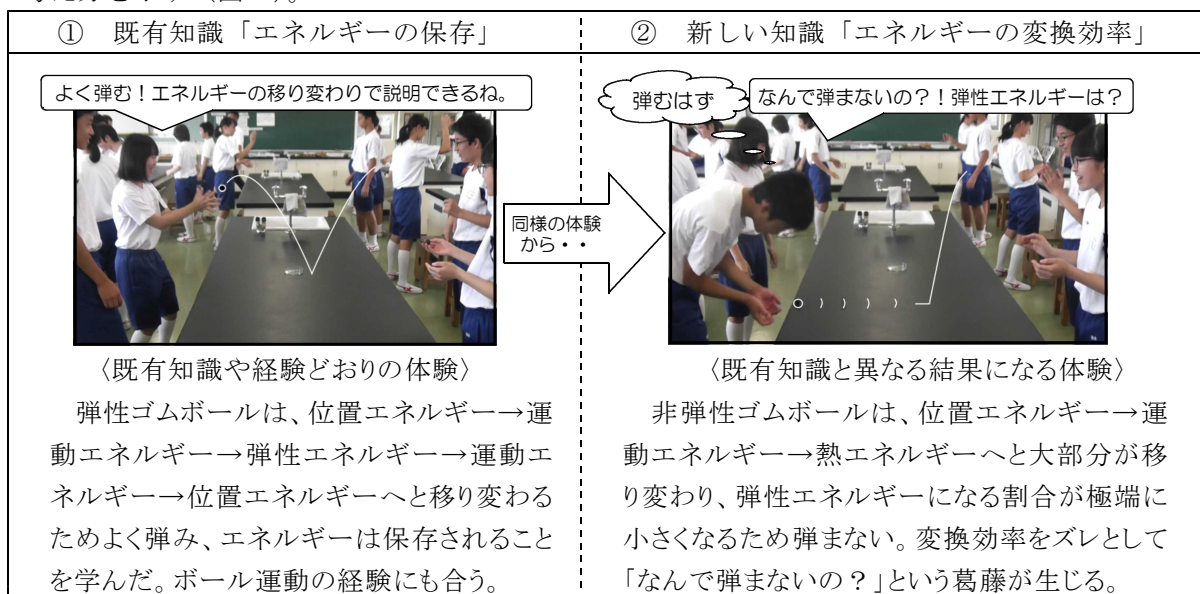 ① 既有知識「エネルギーの保存」
よく弾む！エネルギーの移り変わりで説明できるね。
〈既有知識や経験どおりの体験〉
弾性ゴムボールは、位置エネルギー→運
動エネルギー→弾性エネルギー→運動エ
ネルギー→位置エネルギーへと移り変わる
ためよく弾み、エネルギーは保存されること
を学んだ。ボール運動の経験にも合う。
同様の体験
から・・
② 新しい知識「エネルギーの変換効率」
弾むはず
なんで弾まないの？！弾性エネルギーは？
〈既有知識と異なる結果になる体験〉
非弾性ゴムボールは、位置エネルギー→運
動エネルギー→熱エネルギーへと大部分が移
り変わり、弾性エネルギーになる割合が極端に
小さくなるため弾まない。変換効率をズレとして
「なんで弾まないの？」という葛藤が生じる。